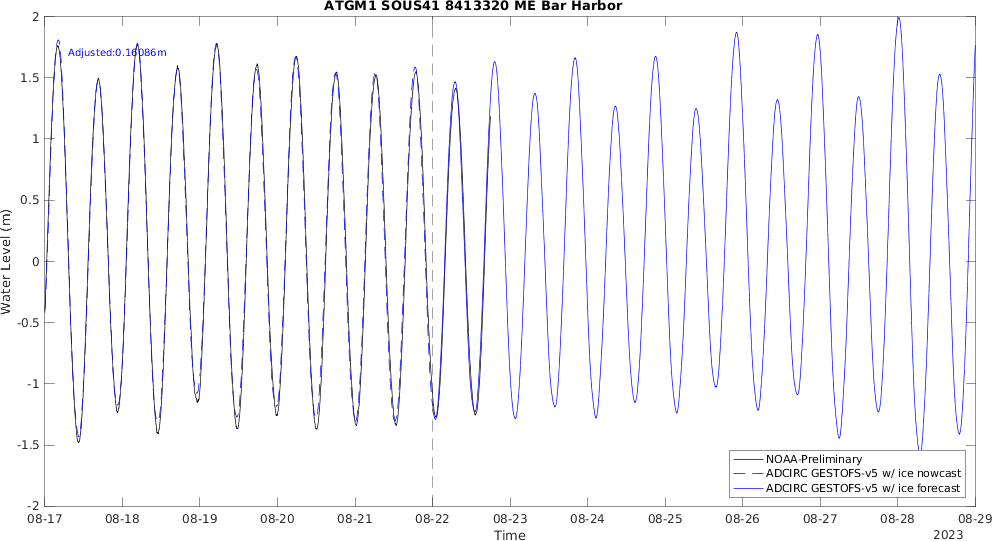 ATGM1 SOUS41 8413320 ME Bar Harbor
Adjusted:0.16086m
2
1.5
1
0.5
0
-0.5
-1
-1.5
-2
Water Level (m)
NOAA-Preliminary
ADCIRC GESTOFS-v5 w/ ice nowcast
ADCIRC GESTOFS-v5 w/ ice forecast
08-17 08-18 08-19 08-20 08-21 08-22 08-23 08-24 08-25 08-26 08-27 08-28 08-29
Time
2023